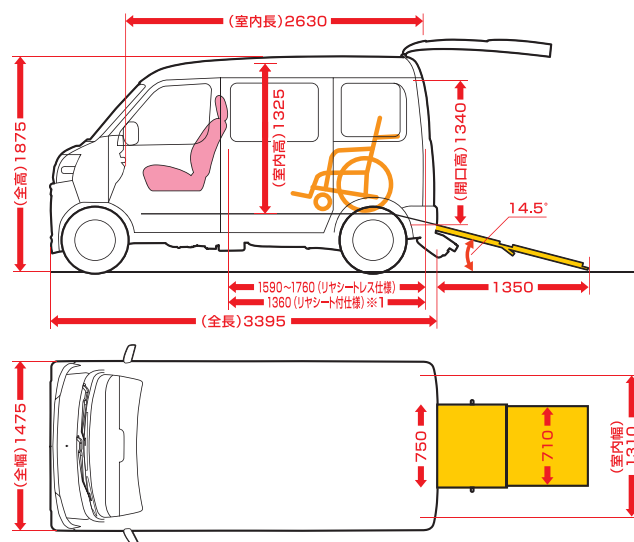 (室内長)2630
(全高)1875
(室内高)1325
(開口高)1340
14.5°
1590～1760(リヤシートレス仕様)
1360(リヤシート付仕様)※1
1350
(全長)3395
(全幅)1475
750
710
(室内幅)
1310